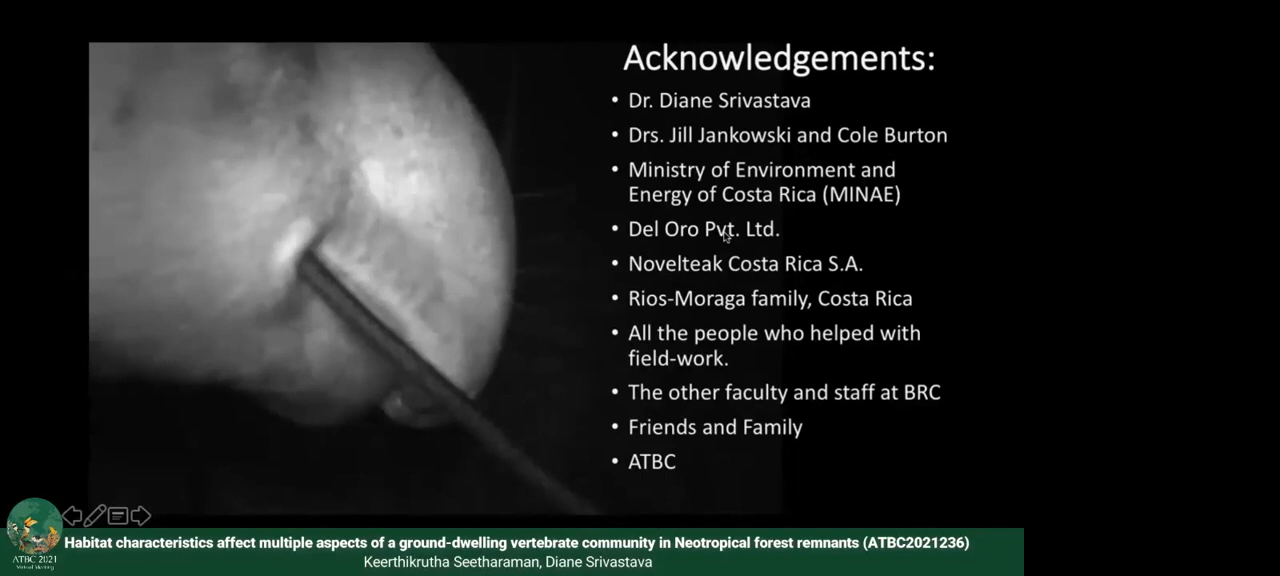 Acknowledgements:
• Dr. Diane Srivastava
• Drs. Jill Jankowski and Cole Burton
• Ministry of Environment and
Energy of Costa Rica (MINAE)
• Del Oro Pvt. Ltd.
• Novelteak Costa Rica S.A.
• Rios-Moraga family, Costa Rica
• All the people who helped with
field-work.
• The other faculty and staff at BRC
• Friends and Family
• ATBC
ATBC 2021
Virtual Meeting
Habitat characteristics affect multiple aspects of a ground-dwelling vertebrate community in Neotropical forest remnants (ATBC2021236)
Keerthikrutha Seetharaman, Diane Srivastava